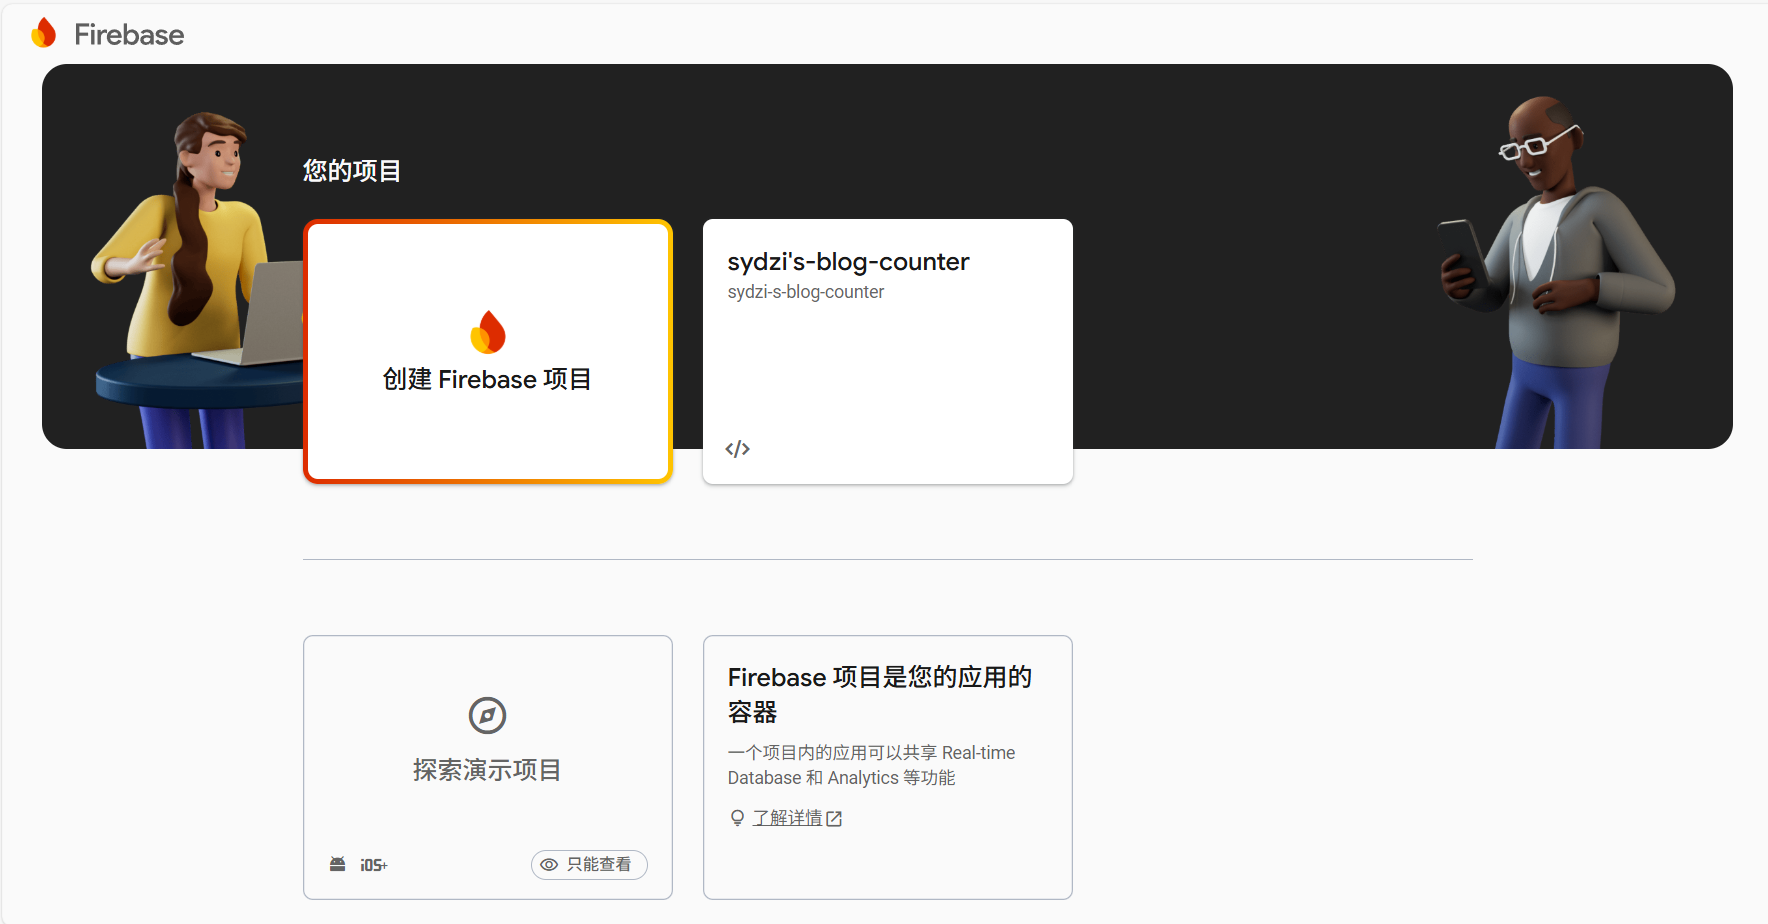 Firebase
您的项目
创建 Firebase 项目
sydzi's-blog-counter
sydzi-s-blog-counter
</>
探索演示项目
iOS+
只能查看
Firebase 项目是您的应用的
容器
一个项目内的应用可以共享 Real-time
Database 和 Analytics 等功能
了解详情